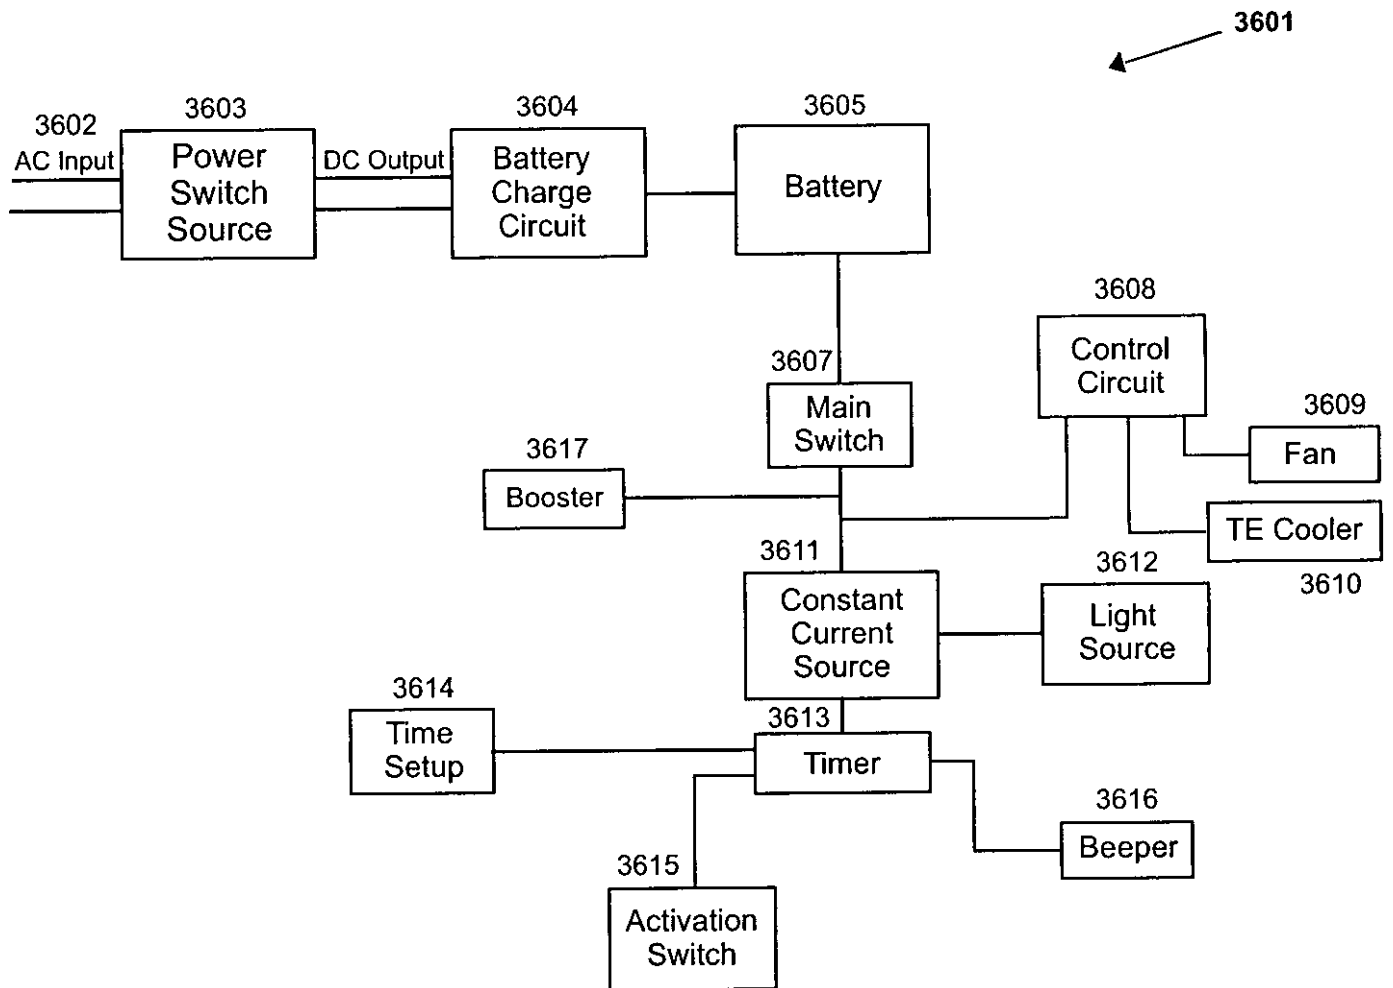 3601
3602
AC Input
3603
Power
Switch
Source
DC Output
3604
Battery
Charge
Circuit
3605
Battery
3607
Main
Switch
3608
Control
Circuit
3609
Fan
TE Cooler
3610
3617
Booster
3611
Constant
Current
Source
3612
Light
Source
3613
Timer
3614
Time
Setup
3615
Activation
Switch
3616
Beeper